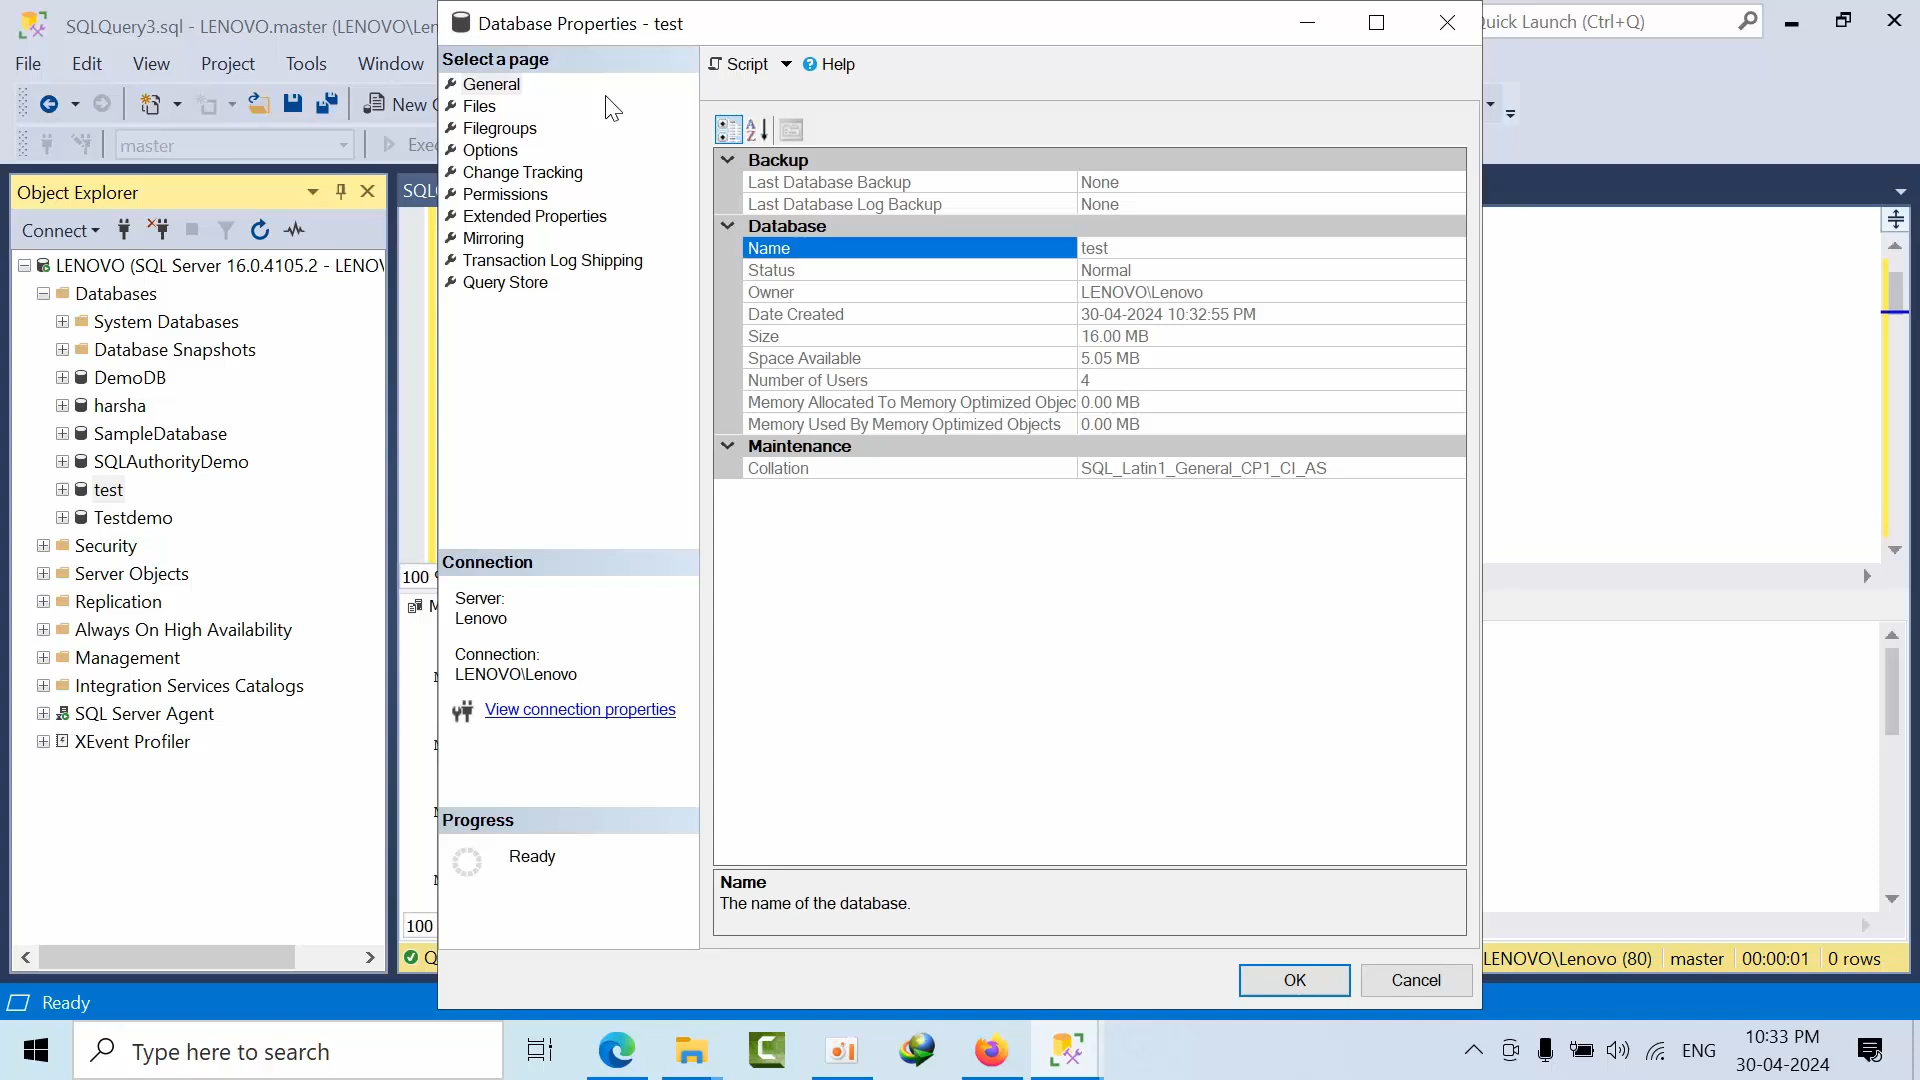 SQLQuery3.sql - LENOVO.master (LENOVO\Len
Database Properties - test
Quick Launch (Ctrl+Q)
File Edit View Project Tools Window
New
master
Exe
Object Explorer
Connect
LENOVO (SQL Server 16.0.4105.2 - LENOV
Databases
System Databases
Database Snapshots
DemoDB
harsha
SampleDatabase
SQLAuthorityDemo
test
Testdemo
Security
Server Objects
Replication
Always On High Availability
Management
Integration Services Catalogs
SQL Server Agent
XEvent Profiler
SQL
100 %
100
Select a page
General
Files
Filegroups
Options
Change Tracking
Permissions
Extended Properties
Mirroring
Transaction Log Shipping
Query Store
Connection
Server:
Lenovo
Connection:
LENOVO\Lenovo
View connection properties
Progress
Ready
Script Help
Backup
Last Database Backup None
Last Database Log Backup None
Database
Name test
Status Normal
Owner LENOVO\Lenovo
Date Created 30-04-2024 10:32:55 PM
Size 16.00 MB
Space Available 5.05 MB
Number of Users 4
Memory Allocated To Memory Optimized Objec 0.00 MB
Memory Used By Memory Optimized Objects 0.00 MB
Maintenance
Collation SQL_Latin1_General_CP1_CI_AS
Name
The name of the database.
OK Cancel
LENOVO\Lenovo (80) master 00:00:01 0 rows
Ready
Type here to search
ENG
10:33 PM
30-04-2024